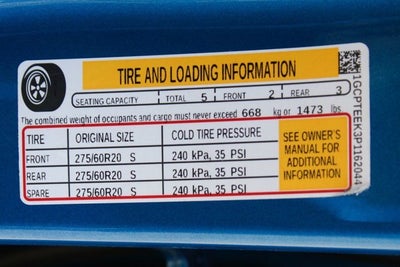 TIRE AND LOADING INFORMATION
SEATING CAPACITY TOTAL 5 FRONT 2 REAR 3
The combined weight of occupants and cargo must never exceed 668 kg or 1473 lbs
TIRE ORIGINAL SIZE COLD TIRE PRESSURE
FRONT 275/60R20 S 240 kPa, 35 PSI
REAR 275/60R20 S 240 kPa, 35 PSI
SPARE 275/60R20 S 240 kPa, 35 PSI
SEE OWNER'S
MANUAL FOR
ADDITIONAL
INFORMATION
1GCPTEEK3P1162044